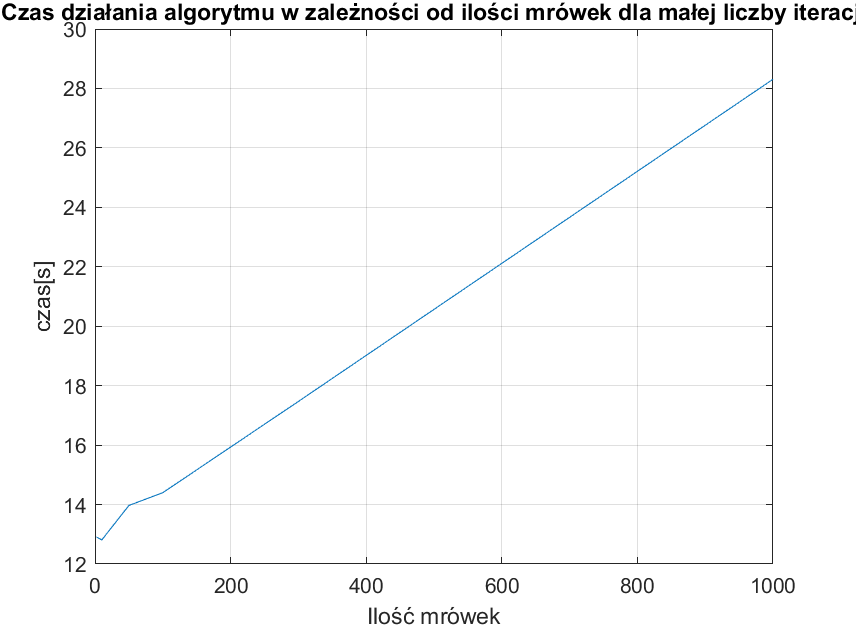 Czas działania algorytmu w zależności od ilości mrówek dla małej liczby iteracj
30
28
26
24
22
20
18
16
14
12
czas[s]
0 200 400 600 800 1000
Ilość mrówek